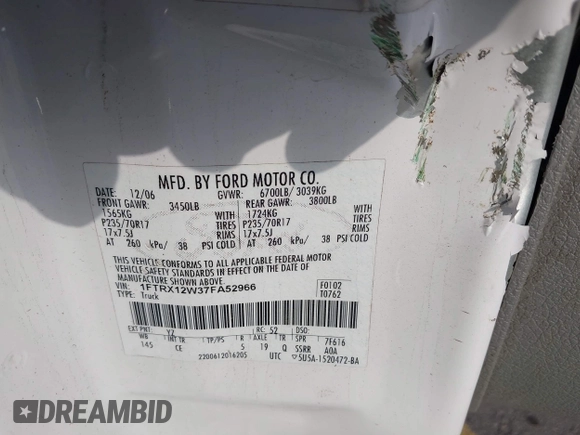 MFD. BY FORD MOTOR CO.
DATE: 12/06 GVWR: 6700LB/ 3039KG
FRONT GAWR: 3450LB REAR GAWR: 3800LB
1565KG WITH 1724KG WITH
P235/70R17 TIRES P235/70R17 TIRES
17x7.5J RIMS 17x7.5J RIMS
AT 260 kPa/ 38 PSI COLD AT 260 kPa/ 38 PSI COLD
THIS VEHICLE CONFORMS TO ALL APPLICABLE FEDERAL MOTOR
VEHICLE SAFETY STANDARDS IN EFFECT ON THE DATE OF
MANUFACTURE SHOWN ABOVE.
VIN: 1FTRX12W37FA52966 F0102
TYPE: Truck T0762
EXT PNT: YZ RC: 52 DSO:
WB INT TR TP/PS R AXLE TR SPR 7F616
145 CE 5 19 Q SSRR A0A
2200612016205 UTC 5U5A-1520472-BA
DREAMBID